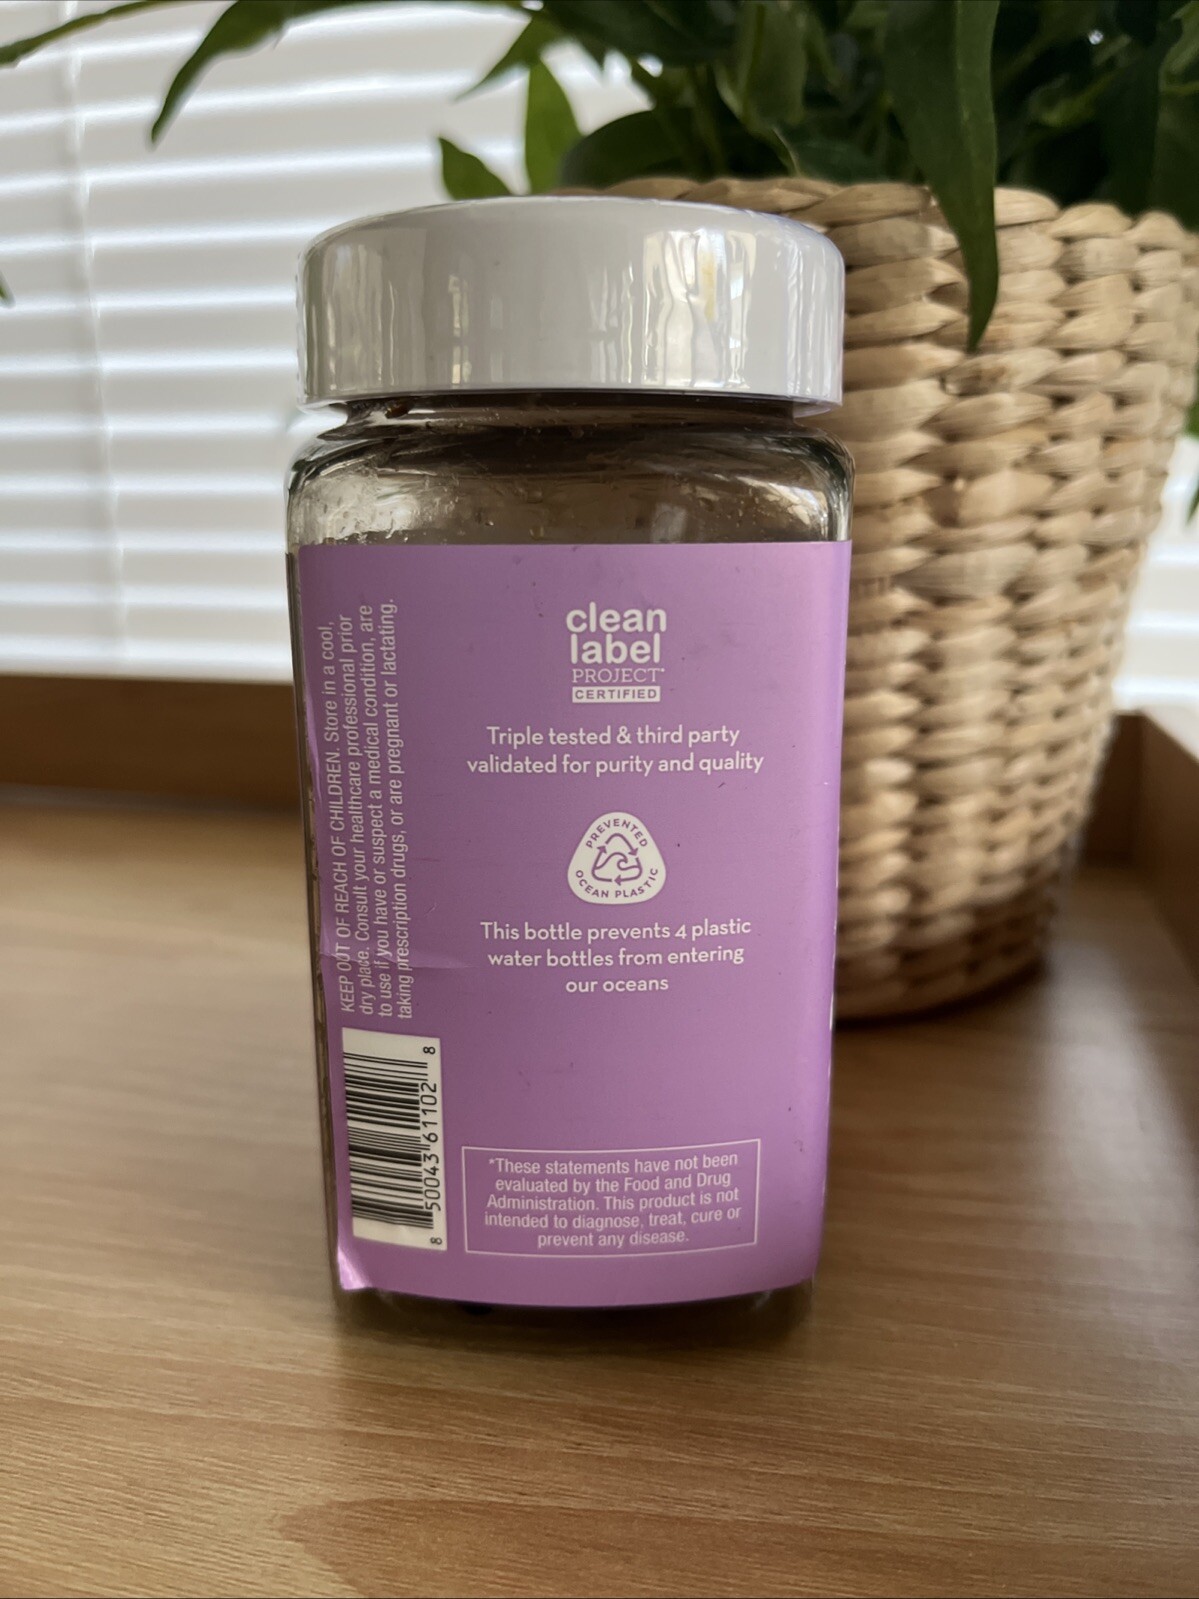 clean
label
PROJECT
CERTIFIED
Triple tested & third party
validated for purity and quality
PREVENTED
OCEAN PLASTIC
This bottle prevents 4 plastic
water bottles from entering
our oceans
KEEP OUT OF REACH OF CHILDREN. Store in a cool,
dry place. Consult your healthcare professional prior
to use if you have or suspect a medical condition, are
taking prescription drugs, or are pregnant or lactating.
8 50043 61102 8
*These statements have not been
evaluated by the Food and Drug
Administration. This product is not
intended to diagnose, treat, cure or
prevent any disease.